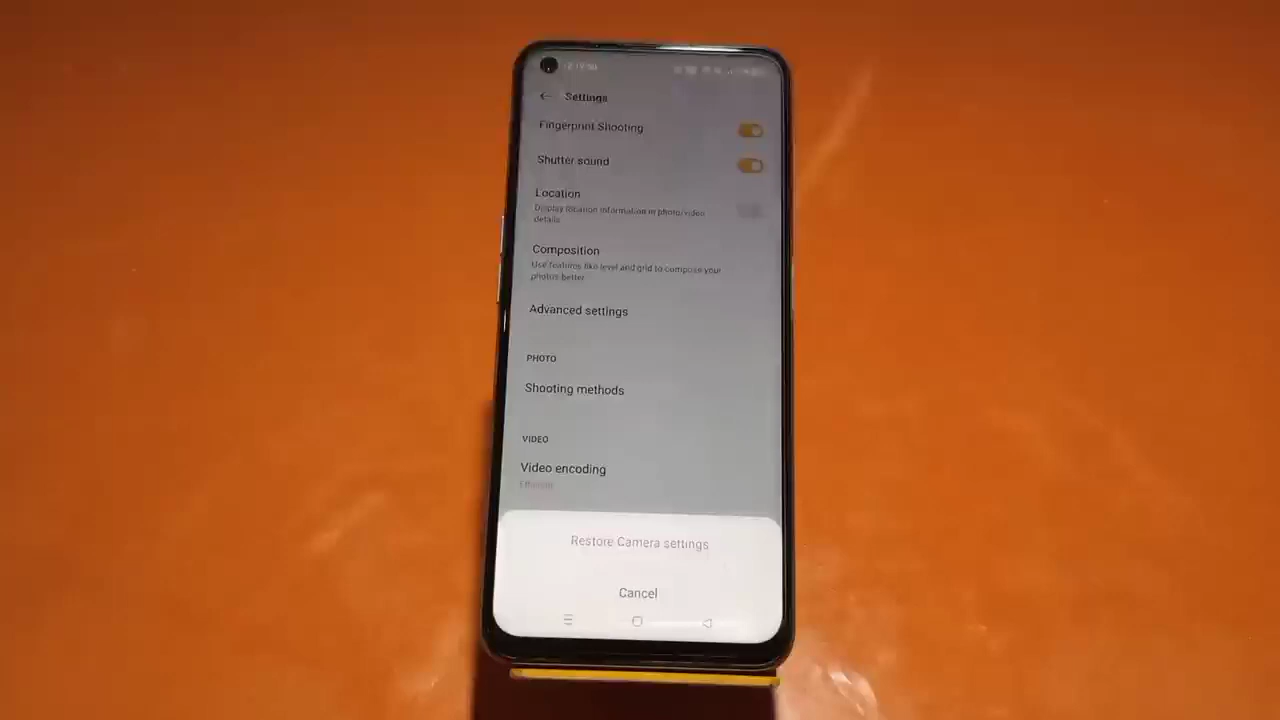 Settings
Fingerprint Shooting
Shutter sound
Location
Display location information in photo/video
details
Composition
Use features like level and grid to compose your
photos better
Advanced settings
PHOTO
Shooting methods
VIDEO
Video encoding
Restore Camera settings
Cancel